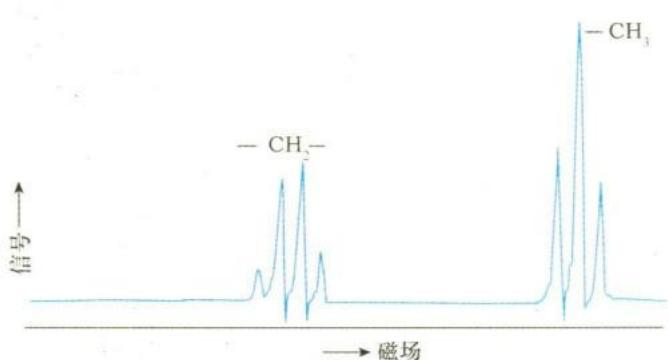 — CH₃
— CH₂—
信号
磁场